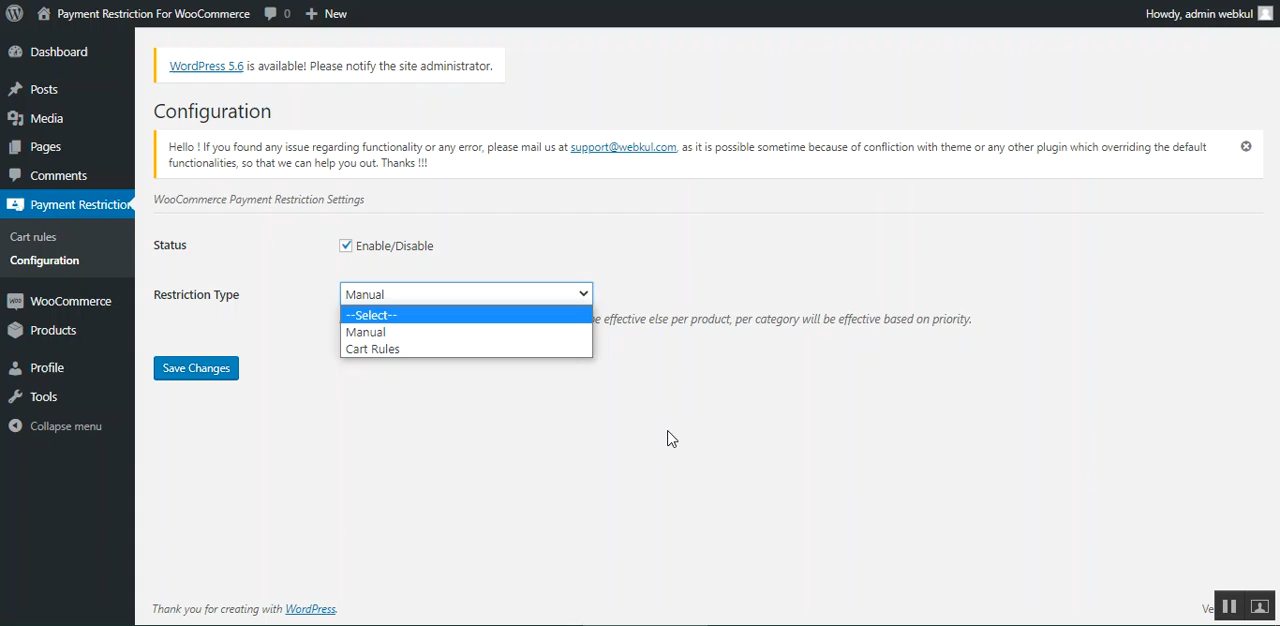 Payment Restriction For WooCommerce 0 New Howdy, admin webkul
Dashboard
Posts
Media
Pages
Comments
Payment Restriction
Cart rules
Configuration
WooCommerce
Products
Profile
Tools
Collapse menu
WordPress 5.6 is available! Please notify the site administrator.
Configuration
Hello ! If you found any issue regarding functionality or any error, please mail us at support@webkul.com, as it is possible sometime because of confliction with theme or any other plugin which overriding the default
functionalities, so that we can help you out. Thanks !!!
WooCommerce Payment Restriction Settings
Status Enable/Disable
Restriction Type Manual
--Select--
Manual
Cart Rules
effective else per product, per category will be effective based on priority.
Save Changes
Thank you for creating with WordPress.